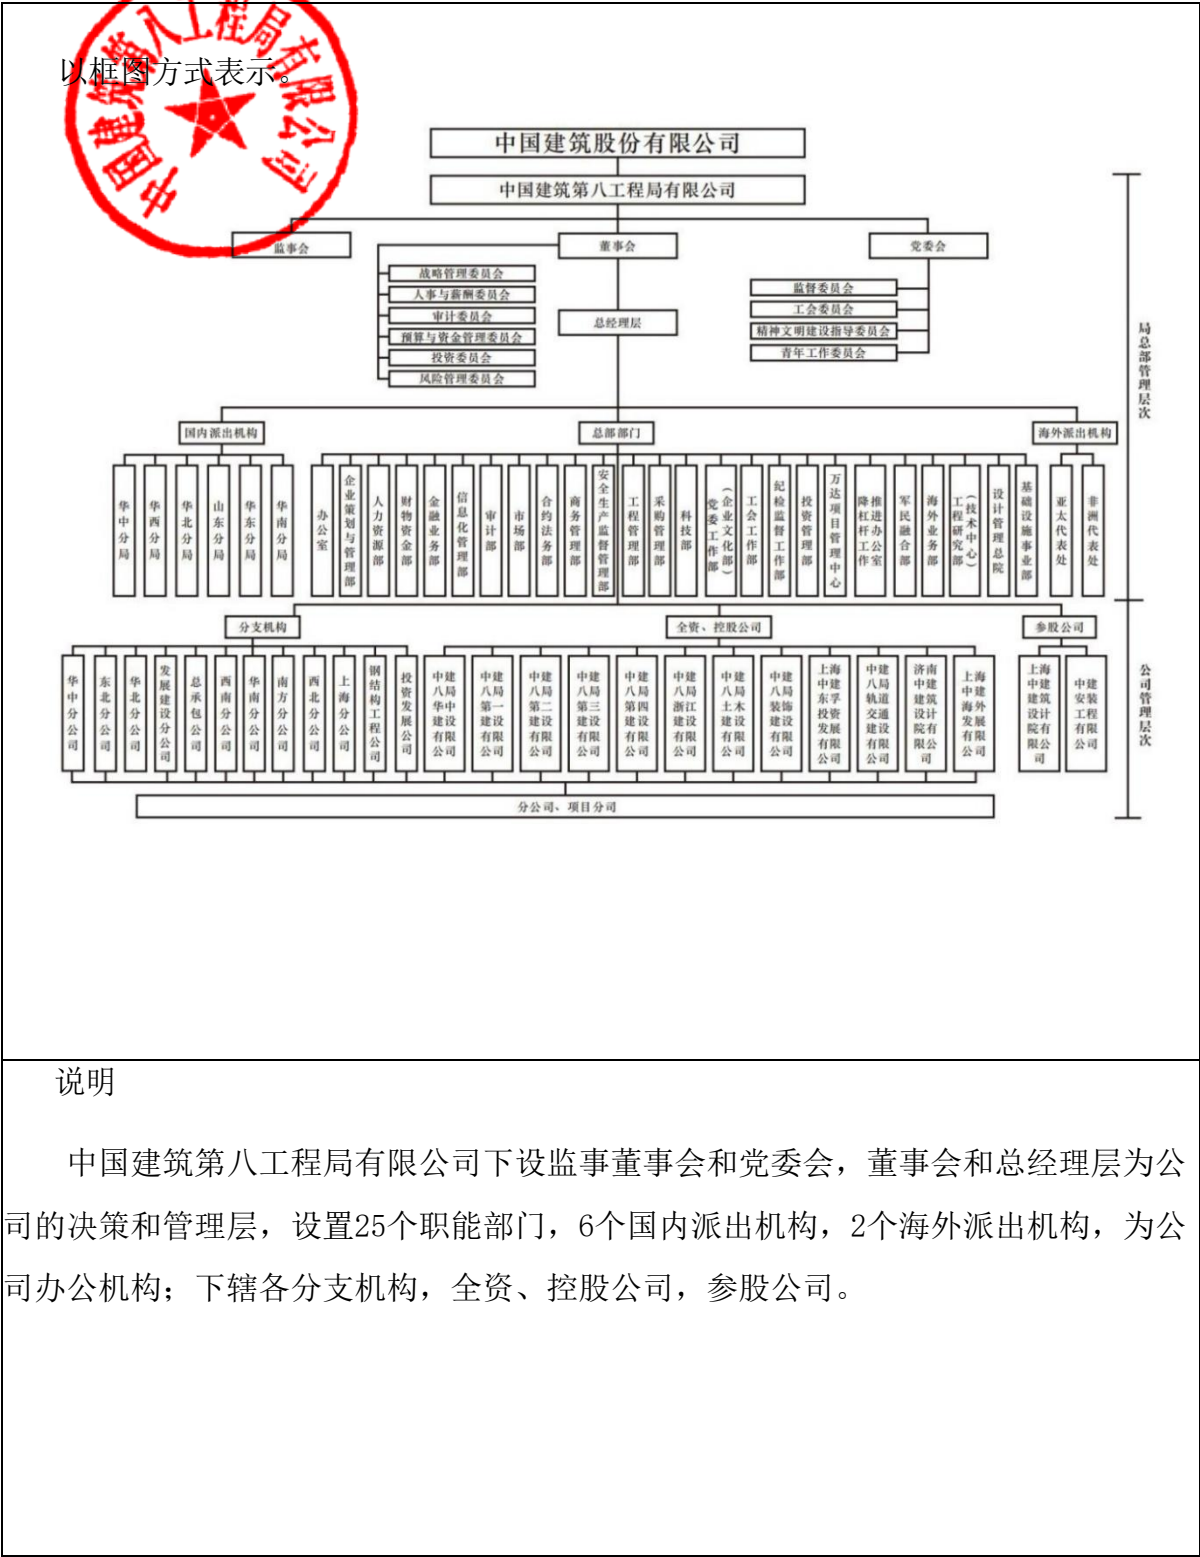 以框图方式表示。
中国建筑第八工程局有限公司
中国建筑股份有限公司
中国建筑第八工程局有限公司
监事会
董事会
党委会
战略管理委员会
人事与薪酬委员会
审计委员会
预算与资金管理委员会
投资委员会
风险管理委员会
总经理层
监督委员会
工会委员会
精神文明建设指导委员会
青年工作委员会
局总部管理层次
国内派出机构
总部部门
海外派出机构
华中分局
华西分局
华北分局
山东分局
华东分局
华南分局
办公室
企业策划与管理部
人力资源部
财物资金部
金融业务部
信息化管理部
审计部
市场部
合约法务部
商务管理部
安全生产监督管理部
工程管理部
采购管理部
科技部
党委工作部
（企业文化部）
工会工作部
纪检监督工作部
投资管理部
万达项目管理中心
降杠杆工作
推进办公室
军民融合部
海外业务部
工程研究部
（技术中心）
设计管理总院
基础设施事业部
亚太代表处
非洲代表处
分支机构
全资、控股公司
参股公司
华中分公司
东北分公司
华北分公司
发展建设分公司
总承包公司
西南分公司
华南分公司
南方分公司
西北分公司
上海分公司
钢结构工程公司
投资发展公司
中建八局华中建设有限公司
中建八局第一建设有限公司
中建八局第二建设有限公司
中建八局第三建设有限公司
中建八局第四建设有限公司
中建八局浙江建设有限公司
中建八局土木建设有限公司
中建八局装饰建设有限公司
上海中建东孚投资发展有限公司
中建八局轨道交通建设有限公司
济南中建建筑设计院有限公司
上海中建海外发展有限公司
上海中建建筑设计院有限公司
中建安装工程有限公司
公司管理层次
分公司、项目分司
说明
中国建筑第八工程局有限公司下设监事董事会和党委会，董事会和总经理层为公
司的决策和管理层，设置25个职能部门，6个国内派出机构，2个海外派出机构，为公
司办公机构；下辖各分支机构，全资、控股公司，参股公司。